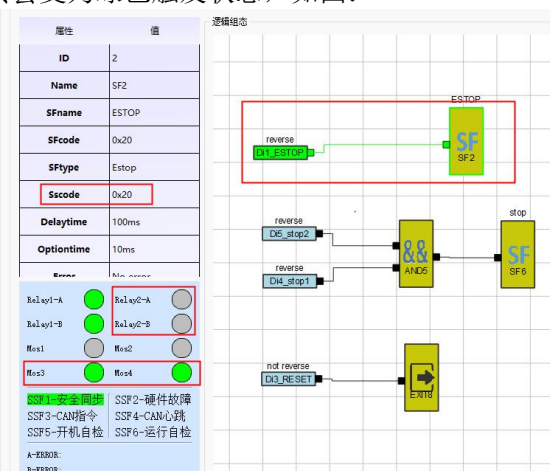 逻辑组态
属性 值
ID 2
Name SF2
SFname ESTOP
SFcode 0x20
SFtype Estop
Sscode 0x20
Delaytime 100ms
Optiontime 10ms
Error No error
Relay1-A Relay2-A
Relay1-B Relay2-B
Mos1 Mos2
Mos3 Mos4
SSF1-安全同步 SSF2-硬件故障
SSF3-CAN指令 SSF4-CAN心跳
SSF5-开机自检 SSF6-运行自检
A-ERROR:
B-ERROR:
ESTOP
reverse
Di1_ESTOP
SF
SF2
reverse
Di5_stop2
reverse
Di4_stop1
&&
AND5
stop
SF
SF6
not reverse
DI3_RESET
EXIT8